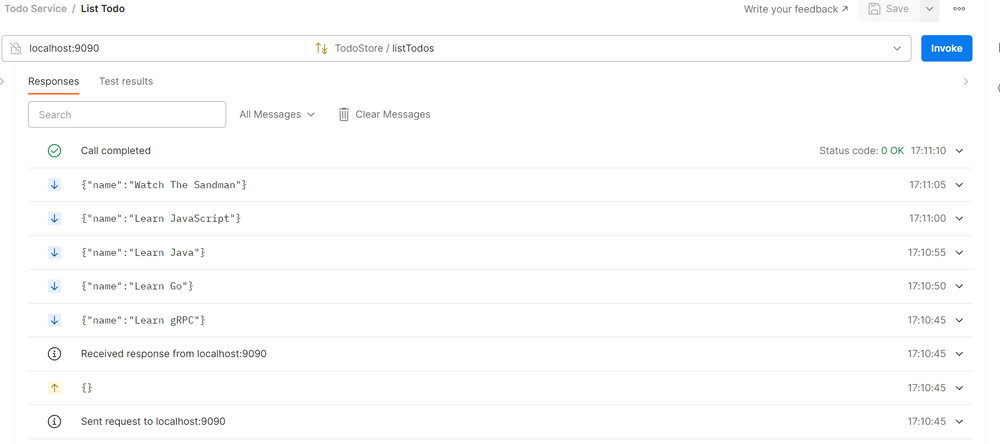 Todo Service / List Todo Write your feedback ↗ Save
localhost:9090 TodoStore / listTodos Invoke
Responses Test results
Search All Messages Clear Messages
Call completed Status code: 0 OK 17:11:10
{"name":"Watch The Sandman"} 17:11:05
{"name":"Learn JavaScript"} 17:11:00
{"name":"Learn Java"} 17:10:55
{"name":"Learn Go"} 17:10:50
{"name":"Learn gRPC"} 17:10:45
Received response from localhost:9090 17:10:45
{} 17:10:45
Sent request to localhost:9090 17:10:45